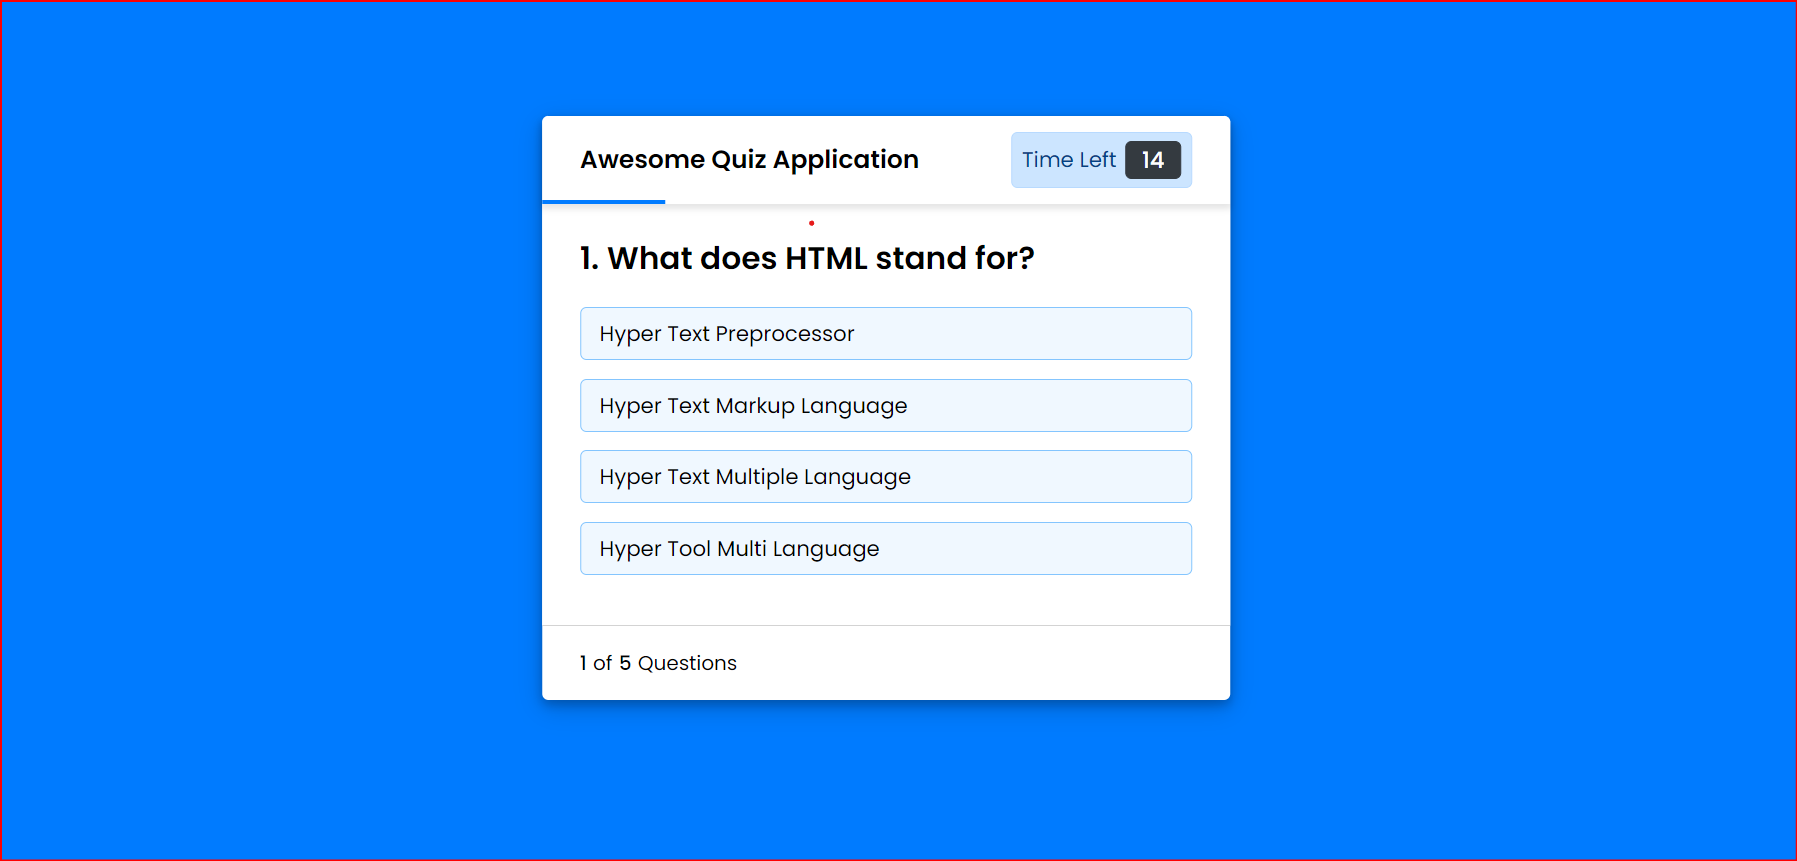 Awesome Quiz Application
Time Left 14
1. What does HTML stand for?
Hyper Text Preprocessor
Hyper Text Markup Language
Hyper Text Multiple Language
Hyper Tool Multi Language
1 of 5 Questions